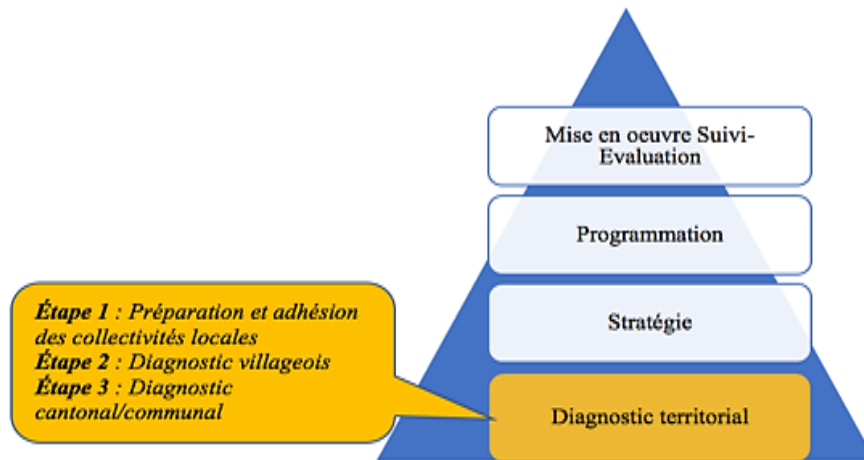 Mise en oeuvre Suivi-
Evaluation
Programmation
Stratégie
Étape 1 : Préparation et adhésion
des collectivités locales
Étape 2 : Diagnostic villageois
Étape 3 : Diagnostic
cantonal/communal
Diagnostic territorial